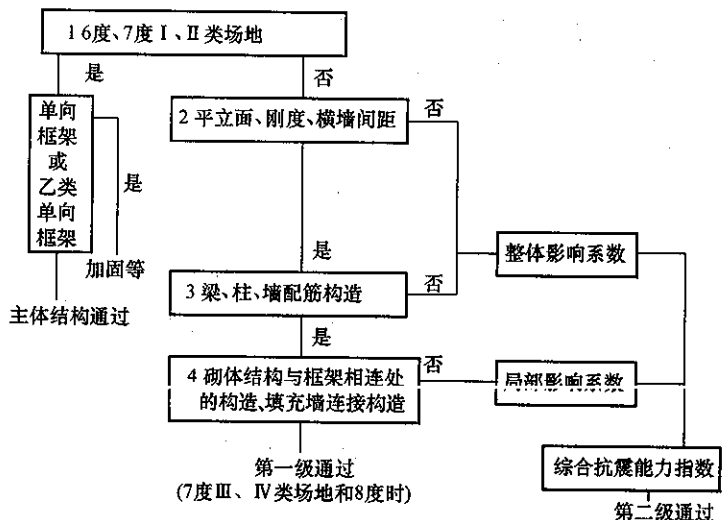 1 6度、7度Ⅰ、Ⅱ类场地
是
否
单向
框架
或
乙类
单向
框架
是
加固等
主体结构通过
2 平立面、刚度、横墙间距
否
是
整体影响系数
3 梁、柱、墙配筋构造
否
是
4 砌体结构与框架相连处
的构造、填充墙连接构造
否
局部影响系数
第一级通过
(7度Ⅲ、Ⅳ类场地和8度时)
综合抗震能力指数
第二级通过